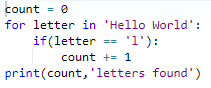 count = 0
for letter in 'Hello World':
    if(letter == 'l'):
        count += 1
print(count,'letters found')